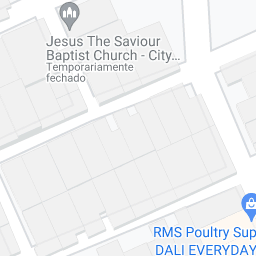 Jesus The Saviour
Baptist Church - City...
Temporariamente
fechado
RMS Poultry Sup
DALI EVERYDAY